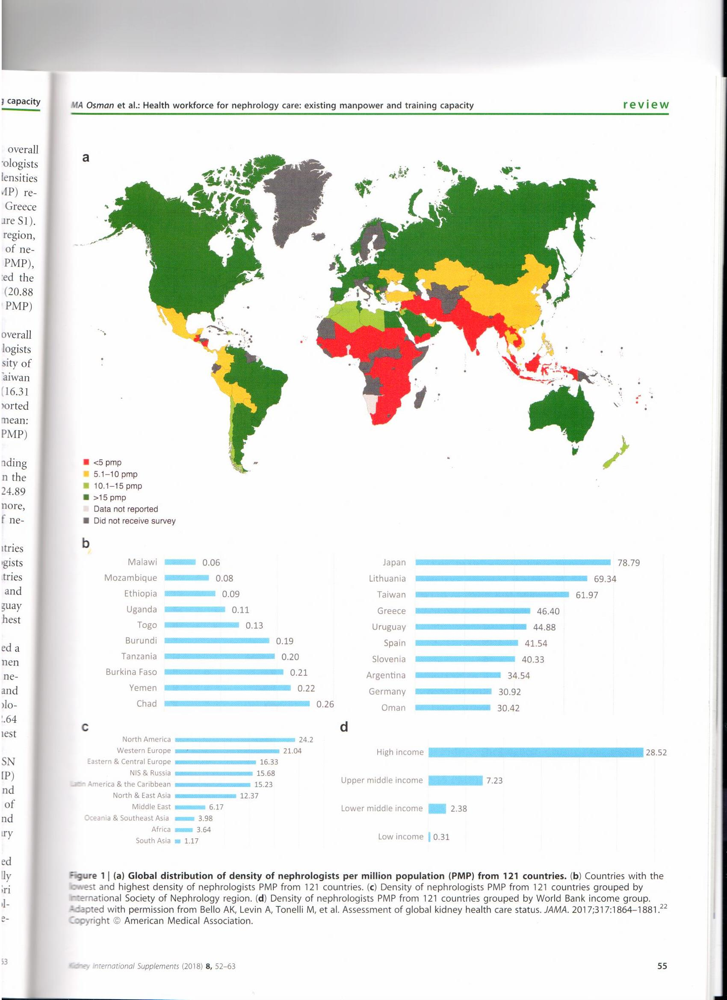 capacity
overall
ologists
ensities
MP) re-
Greece
ure S1).
region,
of ne-
PMP),
ted the
(20.88
PMP)
overall
logists
sity of
Taiwan
(16.31
ported
mean:
PMP)
nding
n the
24.89
more,
f ne-
ntries
gists
tries
and
guay
hest
ed a
men
ne-
and
olo-
.64
hest
SN
MP)
nd
of
nd
ary
ed
lly
Sri
ol-
e-
53
MA Osman et al.: Health workforce for nephrology care: existing manpower and training capacity
review
a
<5 pmp
5.1–10 pmp
10.1–15 pmp
>15 pmp
Data not reported
Did not receive survey
b
Malawi 0.06
Mozambique 0.08
Ethiopia 0.09
Uganda 0.11
Togo 0.13
Burundi 0.19
Tanzania 0.20
Burkina Faso 0.21
Yemen 0.22
Chad 0.26
Japan 78.79
Lithuania 69.34
Taiwan 61.97
Greece 46.40
Uruguay 44.88
Spain 41.54
Slovenia 40.33
Argentina 34.54
Germany 30.92
Oman 30.42
c
North America 24.2
Western Europe 21.04
Eastern & Central Europe 16.33
NIS & Russia 15.68
Latin America & the Caribbean 15.23
North & East Asia 12.37
Middle East 6.17
Oceania & Southeast Asia 3.98
Africa 3.64
South Asia 1.17
d
High income 28.52
Upper middle income 7.23
Lower middle income 2.38
Low income 0.31
Figure 1 | (a) Global distribution of density of nephrologists per million population (PMP) from 121 countries. (b) Countries with the
lowest and highest density of nephrologists PMP from 121 countries. (c) Density of nephrologists PMP from 121 countries grouped by
International Society of Nephrology region. (d) Density of nephrologists PMP from 121 countries grouped by World Bank income group.
Adapted with permission from Bello AK, Levin A, Tonelli M, et al. Assessment of global kidney health care status. JAMA. 2017;317:1864–1881.22
Copyright © American Medical Association.
Kidney International Supplements (2018) 8, 52–63
55